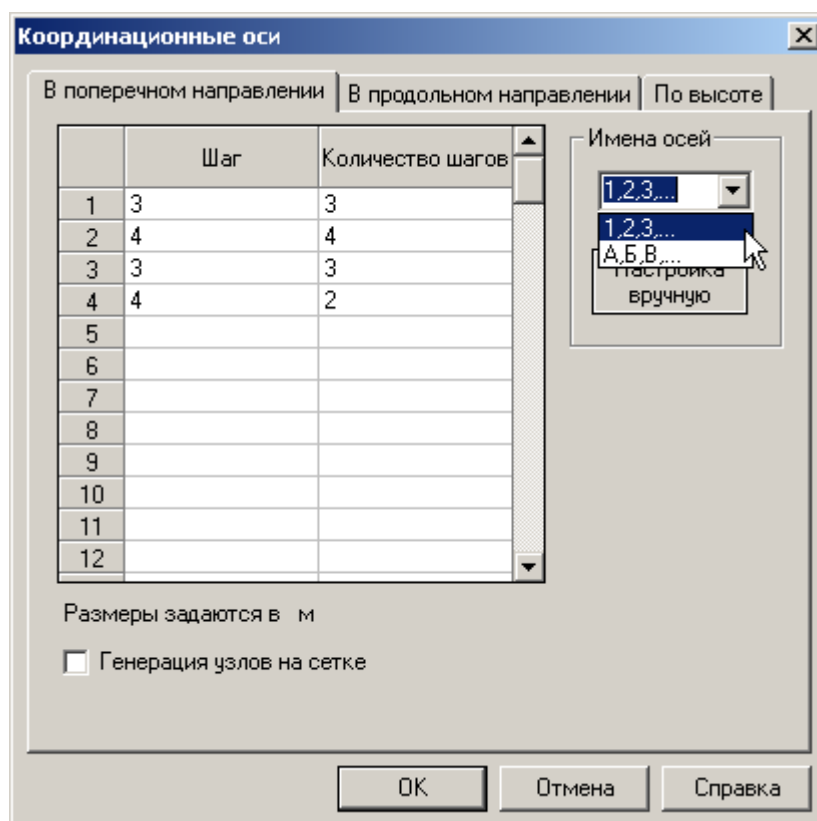 Координационные оси
В поперечном направлении В продольном направлении По высоте
Шаг Количество шагов
1 3 3
2 4 4
3 3 3
4 4 2
5
6
7
8
9
10
11
12
Имена осей
1,2,3,...
1,2,3,...
А,Б,В,...
Настройка
вручную
Размеры задаются в м
Генерация узлов на сетке
OK Отмена Справка